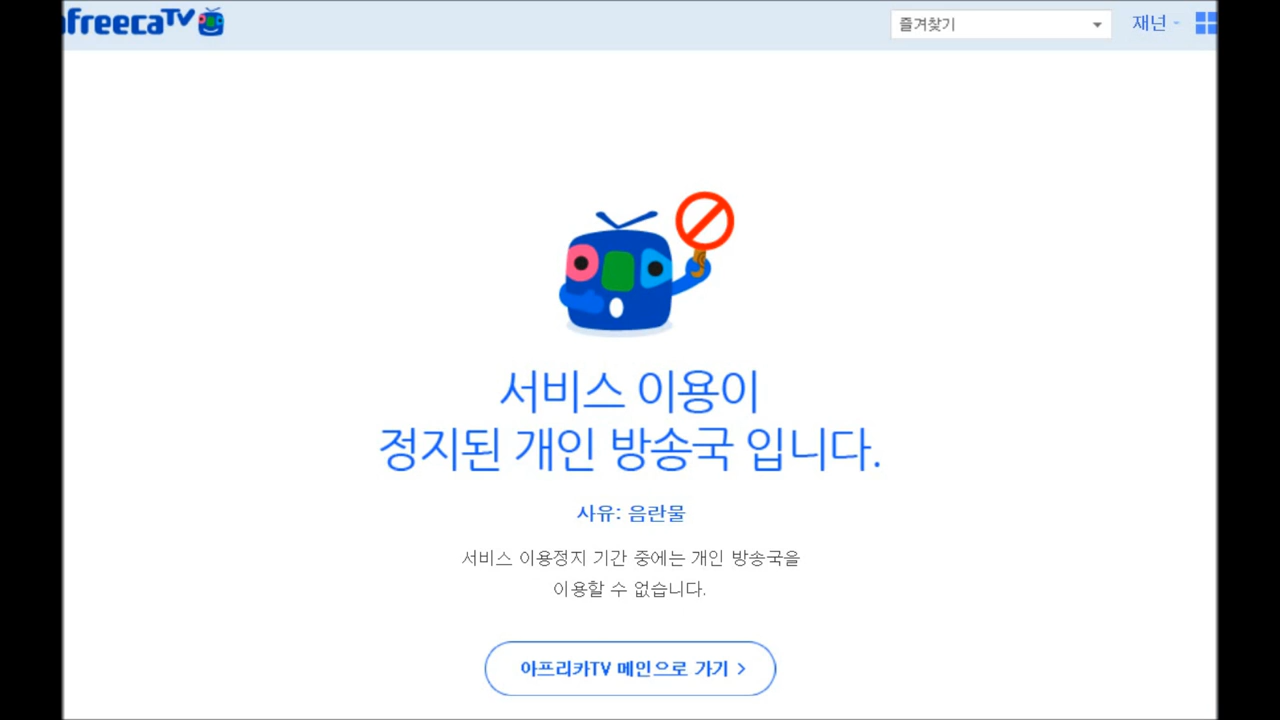 afreecaTV
즐겨찾기
재넌
서비스 이용이
정지된 개인 방송국 입니다.
사유: 음란물
서비스 이용정지 기간 중에는 개인 방송국을
이용할 수 없습니다.
아프리카TV 메인으로 가기 >